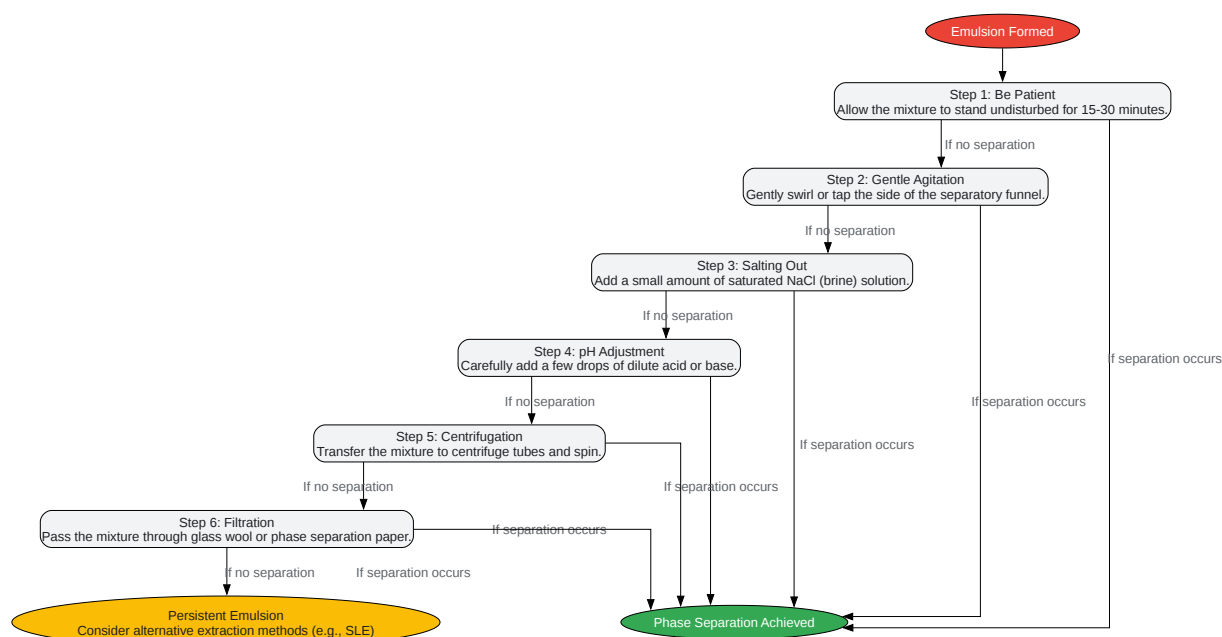 Emulsion Formed
Step 1: Be Patient
Allow the mixture to stand undisturbed for 15-30 minutes.
If no separation
Step 2: Gentle Agitation
Gently swirl or tap the side of the separatory funnel.
If no separation
Step 3: Salting Out
Add a small amount of saturated NaCl (brine) solution.
If no separation
Step 4: pH Adjustment
Carefully add a few drops of dilute acid or base.
If separation occurs
If no separation
If separation occurs
Step 5: Centrifugation
Transfer the mixture to centrifuge tubes and spin.
If separation occurs
If no separation
If separation occurs
Step 6: Filtration
Pass the mixture through glass wool or phase separation paper.
If separation occurs
If no separation
If separation occurs
Persistent Emulsion
Consider alternative extraction methods (e.g., SLE)
Phase Separation Achieved